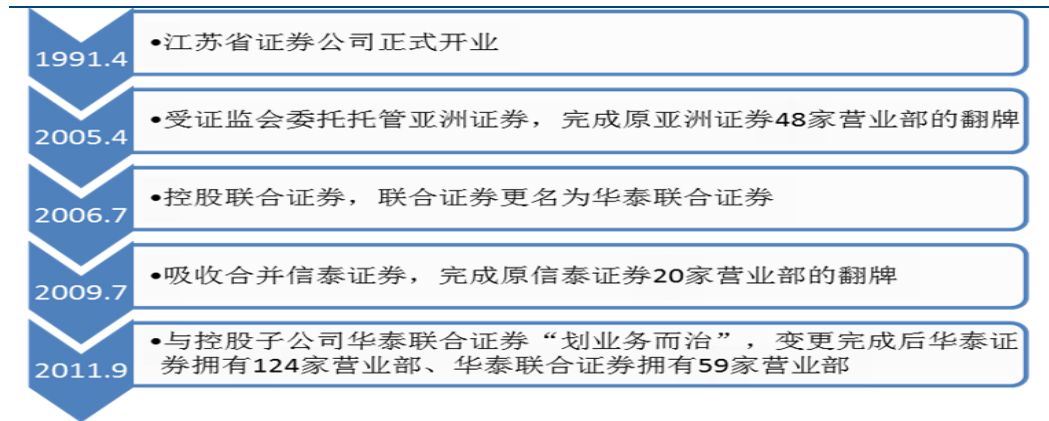 1991.4
•江苏省证券公司正式开业
2005.4
•受证监会委托托管亚洲证券，完成原亚洲证券48家营业部的翻牌
2006.7
•控股联合证券，联合证券更名为华泰联合证券
2009.7
•吸收合并信泰证券，完成原信泰证券20家营业部的翻牌
2011.9
•与控股子公司华泰联合证券“划业务而治”，变更完成后华泰证
券拥有124家营业部、华泰联合证券拥有59家营业部